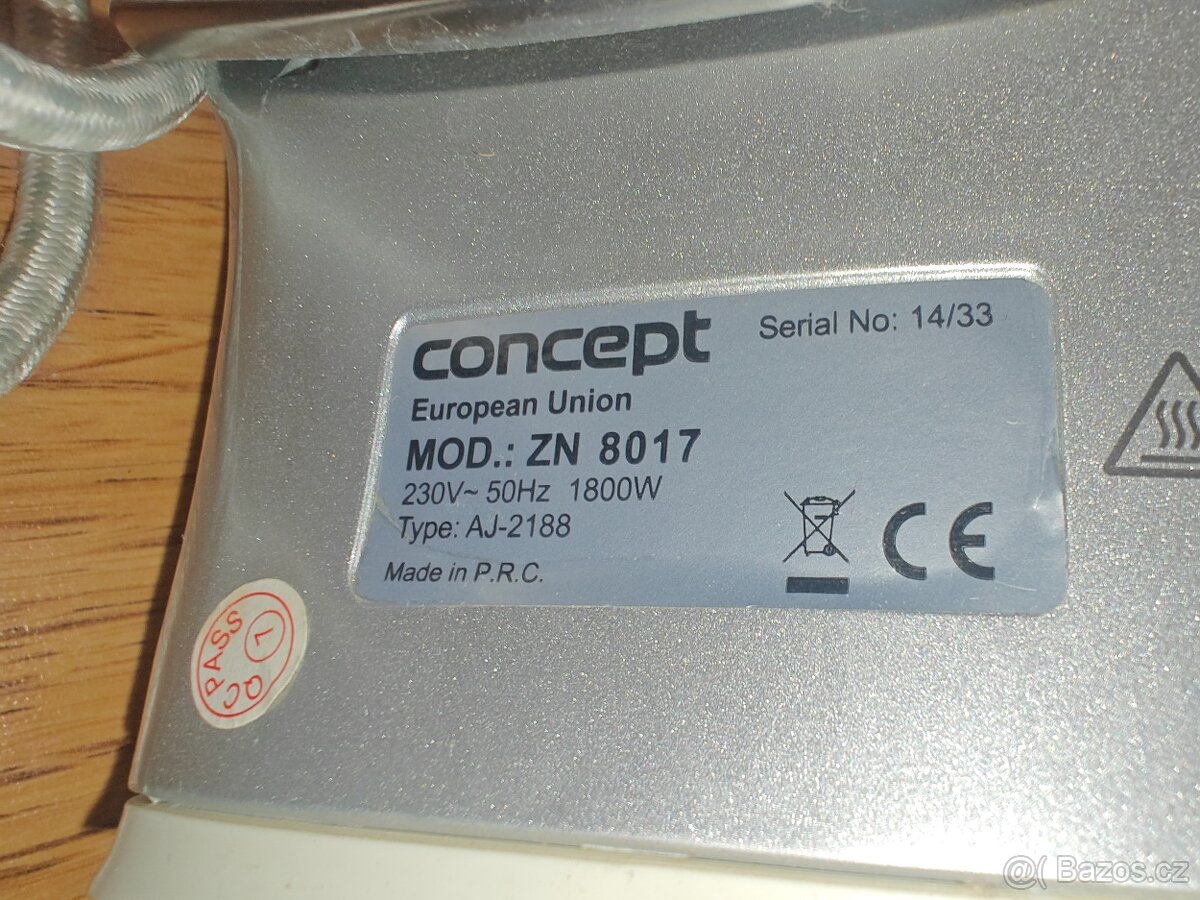 concept
Serial No: 14/33
European Union
MOD.: ZN 8017
230V~ 50Hz 1800W
Type: AJ-2188
Made in P.R.C.
CE
QC PASS
1
@( Bazos.cz